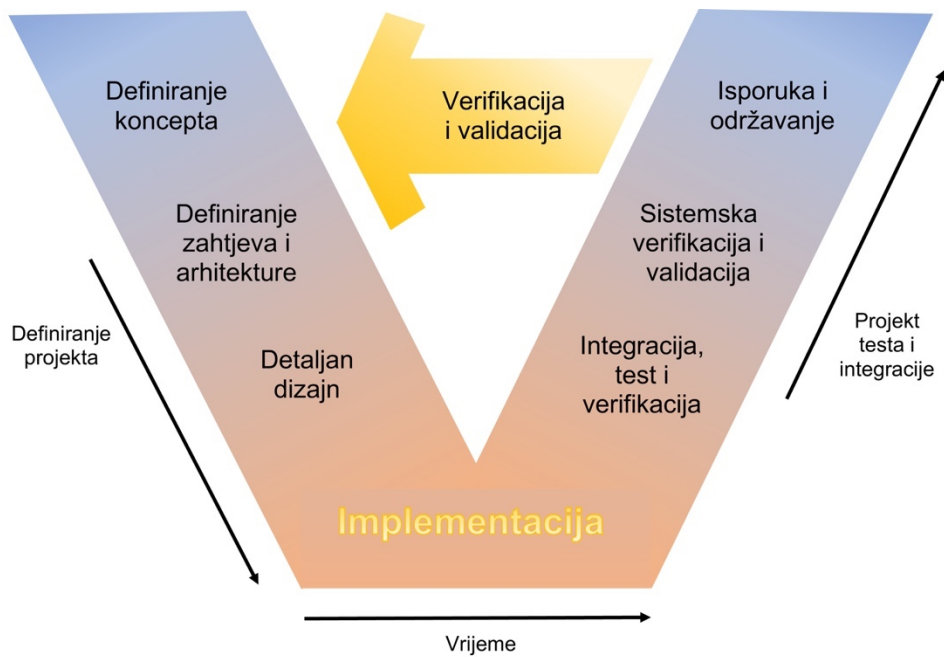 Definiranje
koncepta
Verifikacija
i validacija
Isporuka i
održavanje
Definiranje
zahtjeva i
arhitekture
Sistemska
verifikacija i
validacija
Definiranje
projekta
Detaljan
dizajn
Integracija,
test i
verifikacija
Projekt
testa i
integracije
Implementacija
Vrijeme